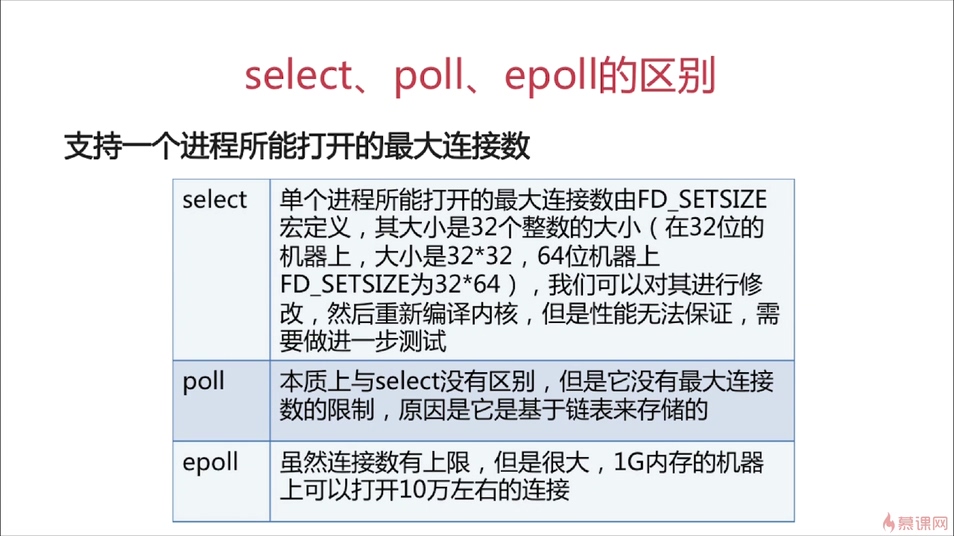 select、poll、epoll的区别
支持一个进程所能打开的最大连接数
select
单个进程所能打开的最大连接数由FD_SETSIZE
宏定义，其大小是32个整数的大小（在32位的
机器上，大小是32*32，64位机器上
FD_SETSIZE为32*64），我们可以对其进行修
改，然后重新编译内核，但是性能无法保证，需
要做进一步测试
poll
本质上与select没有区别，但是它没有最大连接
数的限制，原因是它是基于链表来存储的
epoll
虽然连接数有上限，但是很大，1G内存的机器
上可以打开10万左右的连接
慕课网